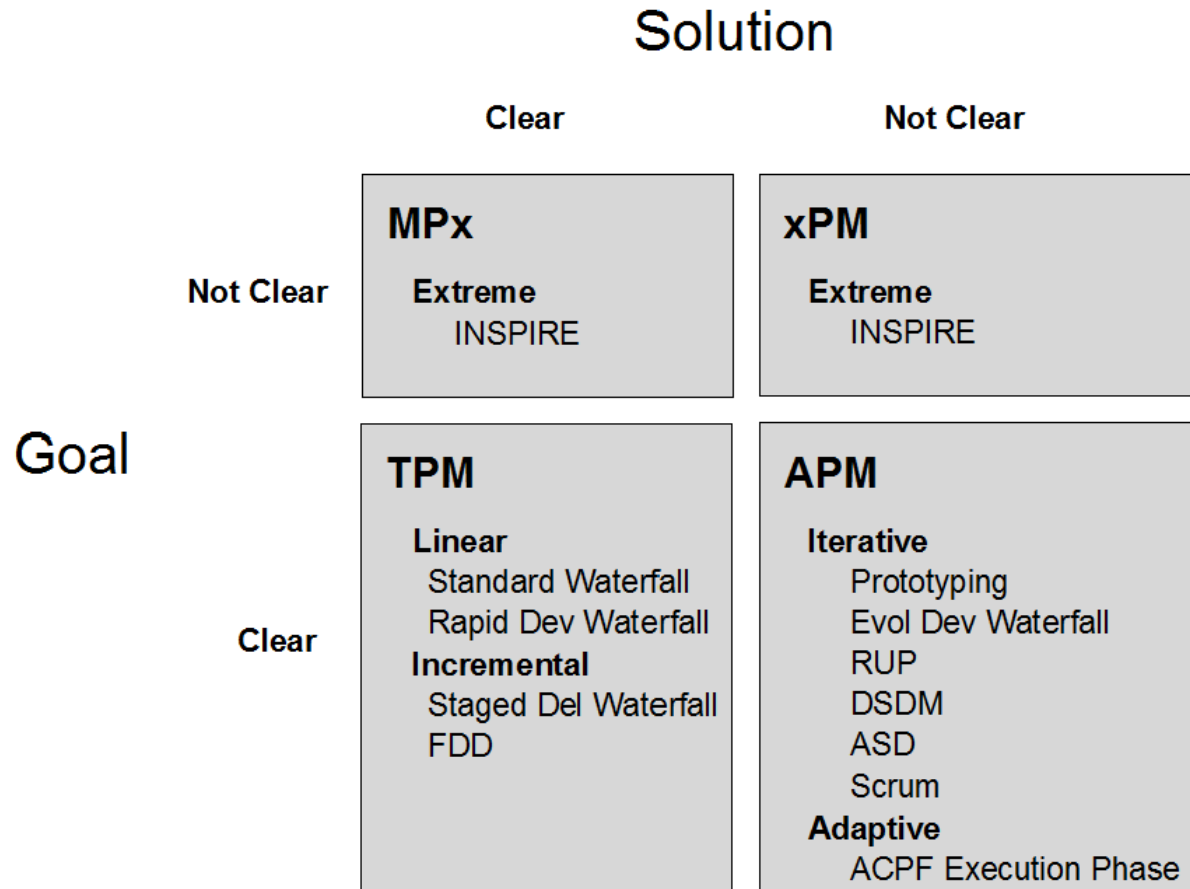 Solution
Clear
Not Clear
MPx
xPM
Not Clear
Extreme
Extreme
INSPIRE
INSPIRE
Goal
TPM
APM
Clear
Linear
Standard Waterfall
Rapid Dev Waterfall
Incremental
Staged Del Waterfall
FDD
Iterative
Prototyping
Evol Dev Waterfall
RUP
DSDM
ASD
Scrum
Adaptive
ACPF Execution Phase